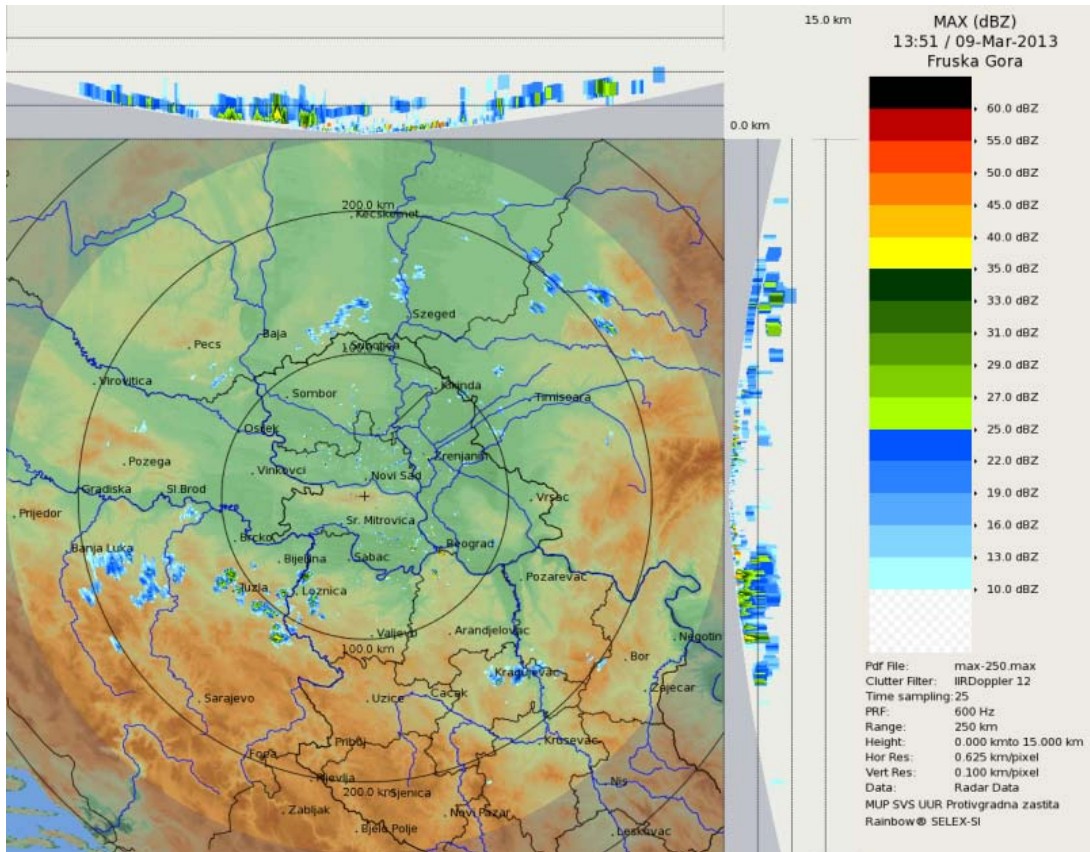 15.0 km
0.0 km
MAX (dBZ)
13:51 / 09-Mar-2013
Fruska Gora
60.0 dBZ
55.0 dBZ
50.0 dBZ
45.0 dBZ
40.0 dBZ
35.0 dBZ
33.0 dBZ
31.0 dBZ
29.0 dBZ
27.0 dBZ
25.0 dBZ
22.0 dBZ
19.0 dBZ
16.0 dBZ
13.0 dBZ
10.0 dBZ
Pdf File: max-250.max
Clutter Filter: IIRDoppler 12
Time sampling:25
PRF: 600 Hz
Range: 250 km
Height: 0.000 kmto 15.000 km
Hor Res: 0.625 km/pixel
Vert Res: 0.100 km/pixel
Data: Radar Data
MUP SVS UUR Protivgradna zastita
Rainbow® SELEX-SI
200.0 km
Kecskemet
Szeged
Baja
Pecs
Subotica
Virovitica
Kikinda
Sombor
Timisoara
Osijek
Zrenjanin
Pozega
Vinkovci
Novi Sad
Gradiska
Sl.Brod
Vrsac
Prijedor
Sr. Mitrovica
Brcko
Beograd
Banja Luka
Bijeljina
Sabac
Pozarevac
Tuzla
Loznica
Valjevo
Arandjelovac
Negotin
100.0 km
Bor
Kragujevac
Zajecar
Sarajevo
Uzice
Cacak
Foca
Priboj
Krusevac
Pljevlja
Nis
200.0 km
Sjenica
Zabljak
Novi Pazar
Bjelo Polje
Leskovac